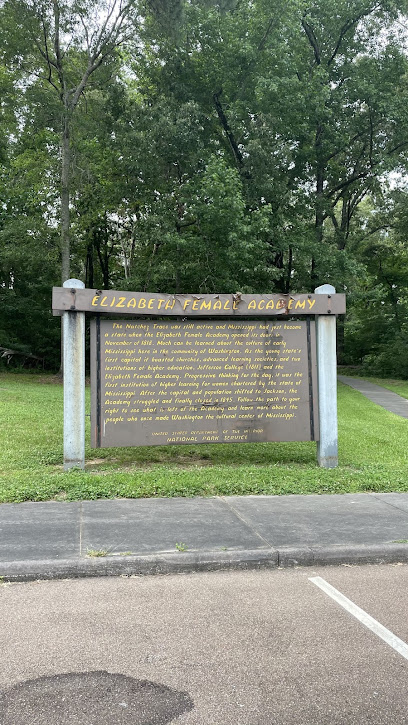 ELIZABETH FEMALE ACADEMY
The Natchez Trace was still active and Mississippi had just become
a state when the Elizabeth Female Academy opened its door in
November of 1818. Much can be learned about the culture of early
Mississippi here in the community of Washington. As the young state's
first capital it boasted churches, advanced learning societies, and two
institutions of higher education, Jefferson College (1811) and the
Elizabeth Female Academy. Progressive thinking for the day, it was the
first institution of higher learning for women chartered by the state of
Mississippi. After the capital and population shifted to Jackson, the
Academy struggled and finally closed in 1845. Follow the path to your
right to see what is left of the Academy and learn more about the
people who once made Washington the cultural center of Mississippi.
UNITED STATES DEPARTMENT OF THE INTERIOR
NATIONAL PARK SERVICE